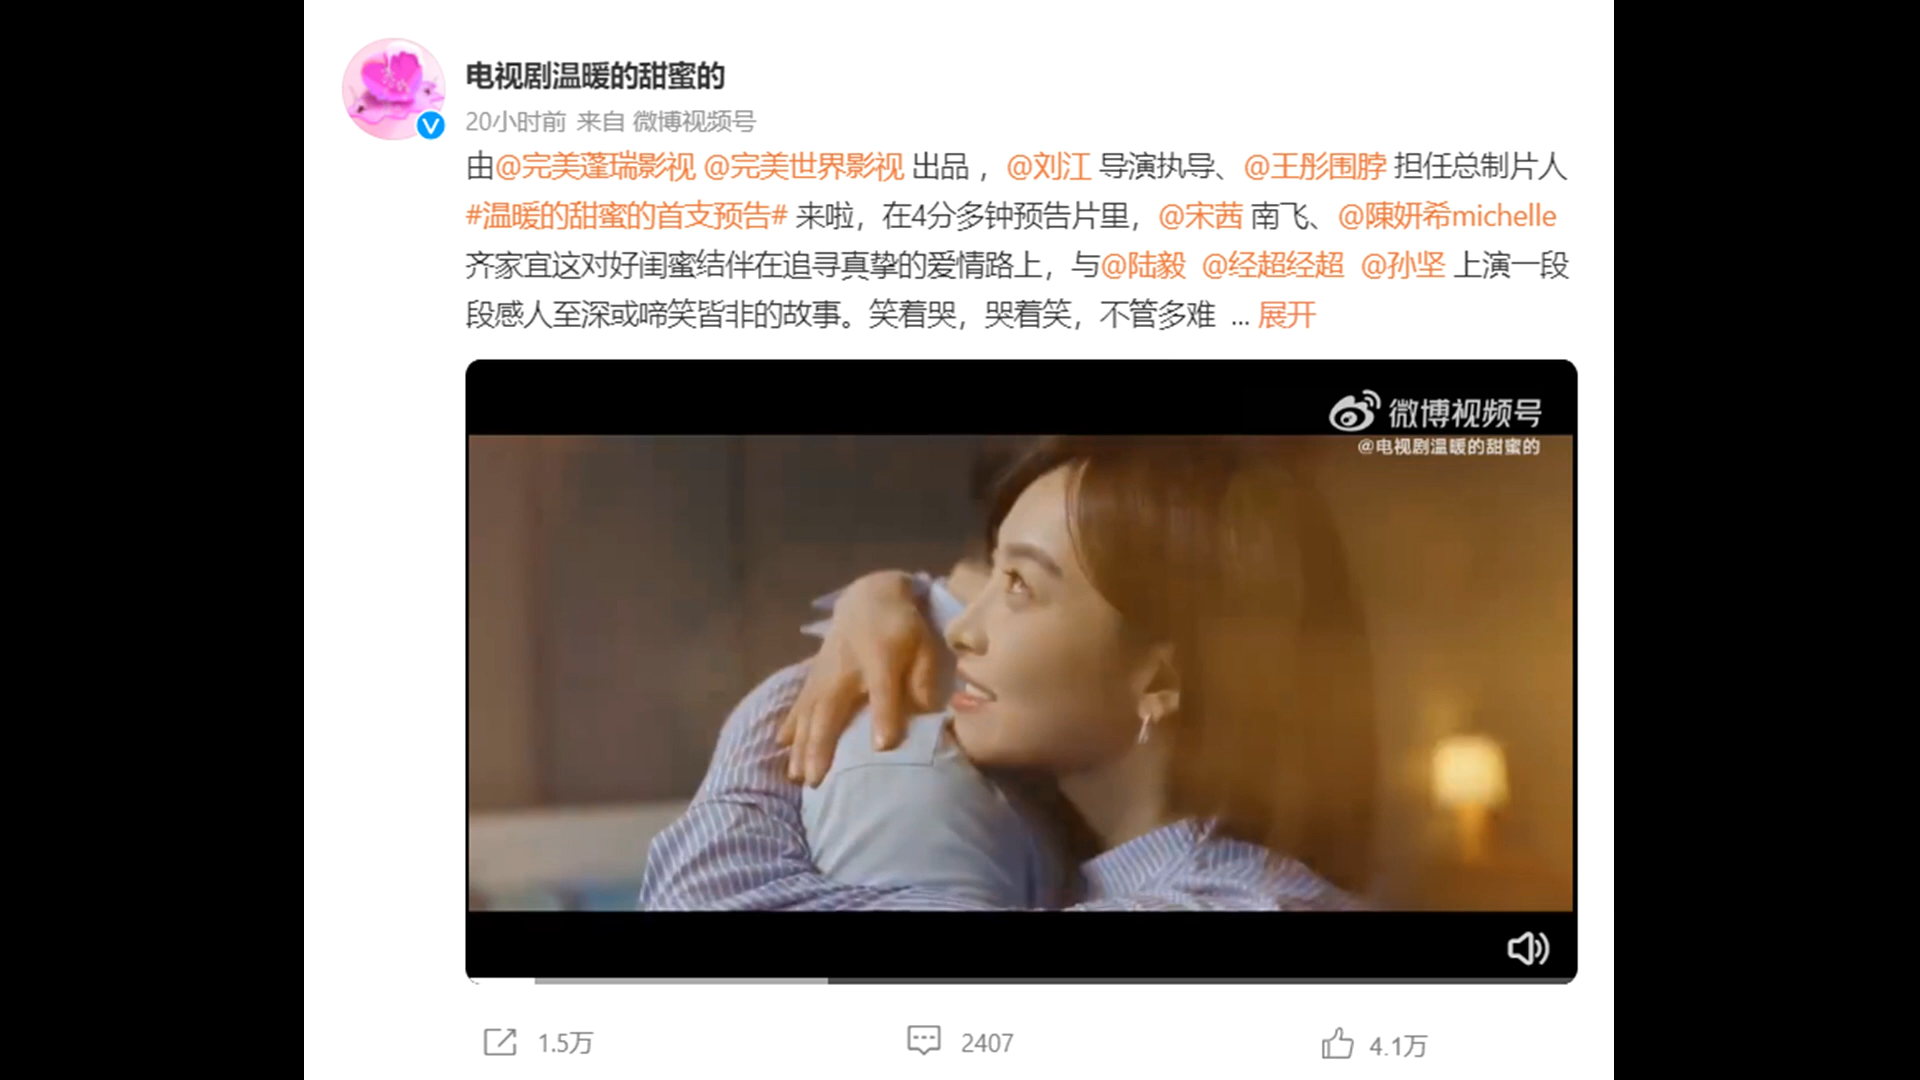 电视剧温暖的甜蜜的
20小时前 来自 微博视频号
由@完美蓬瑞影视 @完美世界影视 出品，@刘江 导演执导、@王彤围脖 担任总制片人
#温暖的甜蜜的首支预告# 来啦，在4分多钟预告片里，@宋茜 南飞、@陳妍希michelle
齐家宜这对好闺蜜结伴在追寻真挚的爱情路上，与@陆毅 @经超经超 @孙坚 上演一段
段感人至深或啼笑皆非的故事。笑着哭，哭着笑，不管多难 ... 展开
微博视频号
@电视剧温暖的甜蜜的
1.5万 2407 4.1万